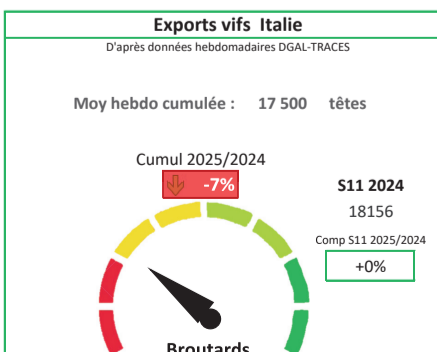 Exports vifs Italie
D'après données hebdomadaires DGAL-TRACES
Moy hebdo cumulée : 17 500 têtes
Cumul 2025/2024
-7%
S11 2024
18156
Comp S11 2025/2024
+0%
Broutards